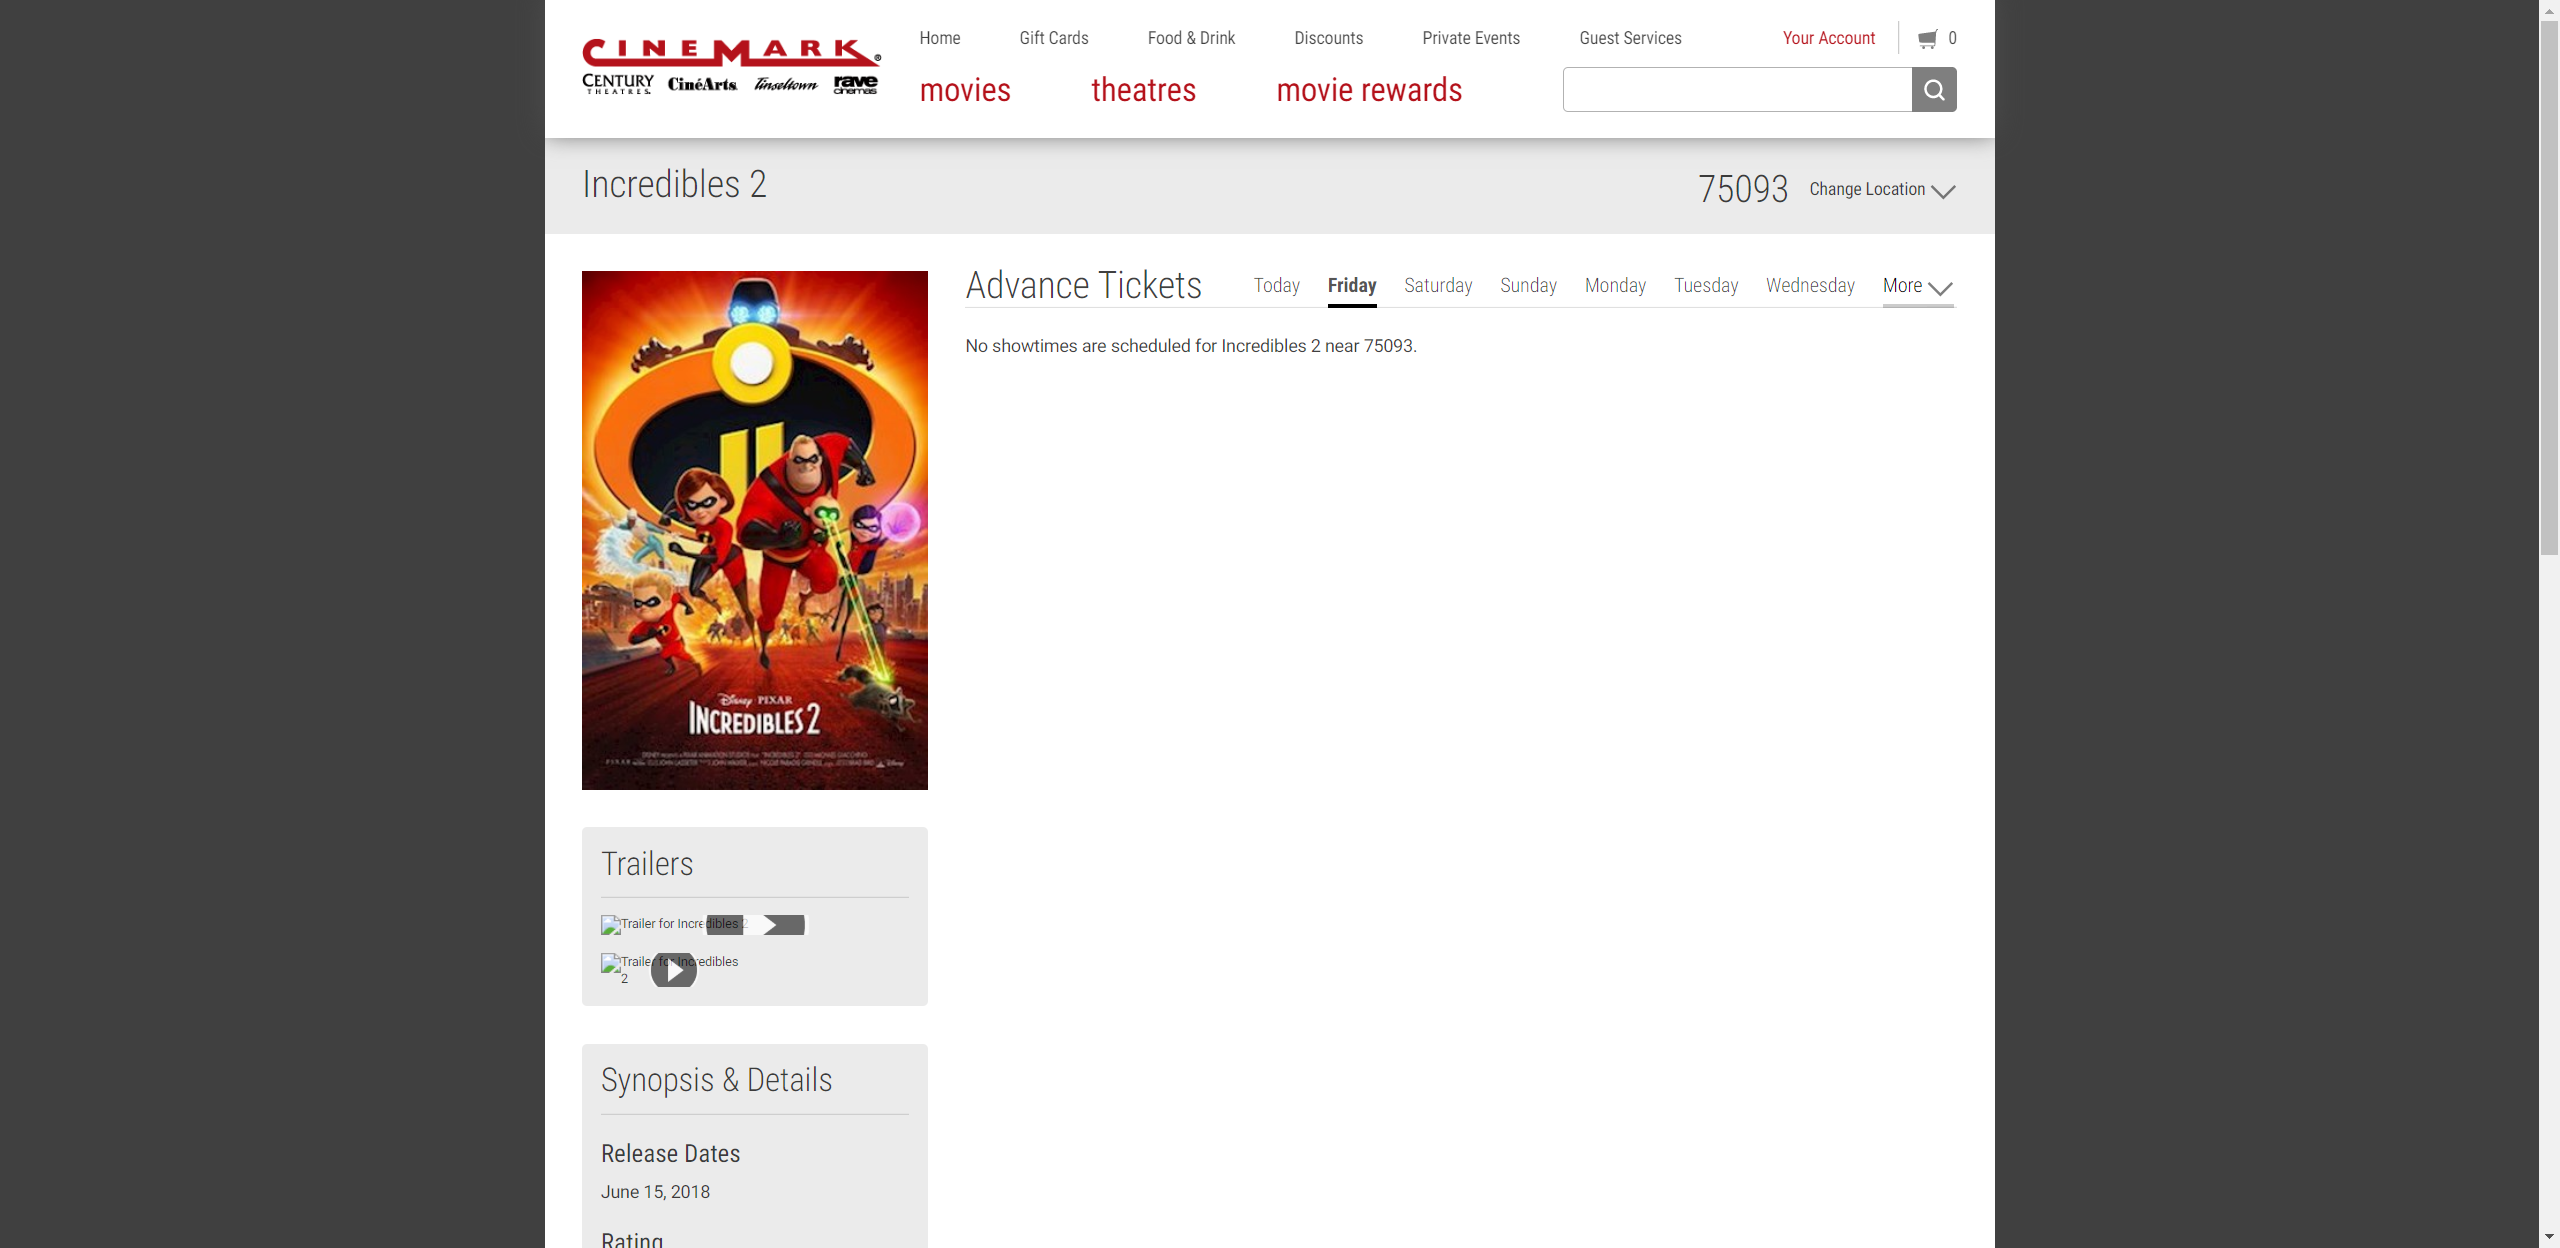 Home Gift Cards Food & Drink Discounts Private Events Guest Services Your Account 0
CINEMARK®
CENTURY THEATRES. CinéArts. Tinseltown rave cinemas
movies theatres movie rewards
Incredibles 2
75093 Change Location
Advance Tickets Today Friday Saturday Sunday Monday Tuesday Wednesday More
No showtimes are scheduled for Incredibles 2 near 75093.
Disney PIXAR
INCREDIBLES 2
Trailers
Trailer for Incredibles 2
Trailer for Incredibles
2
Synopsis & Details
Release Dates
June 15, 2018
Rating